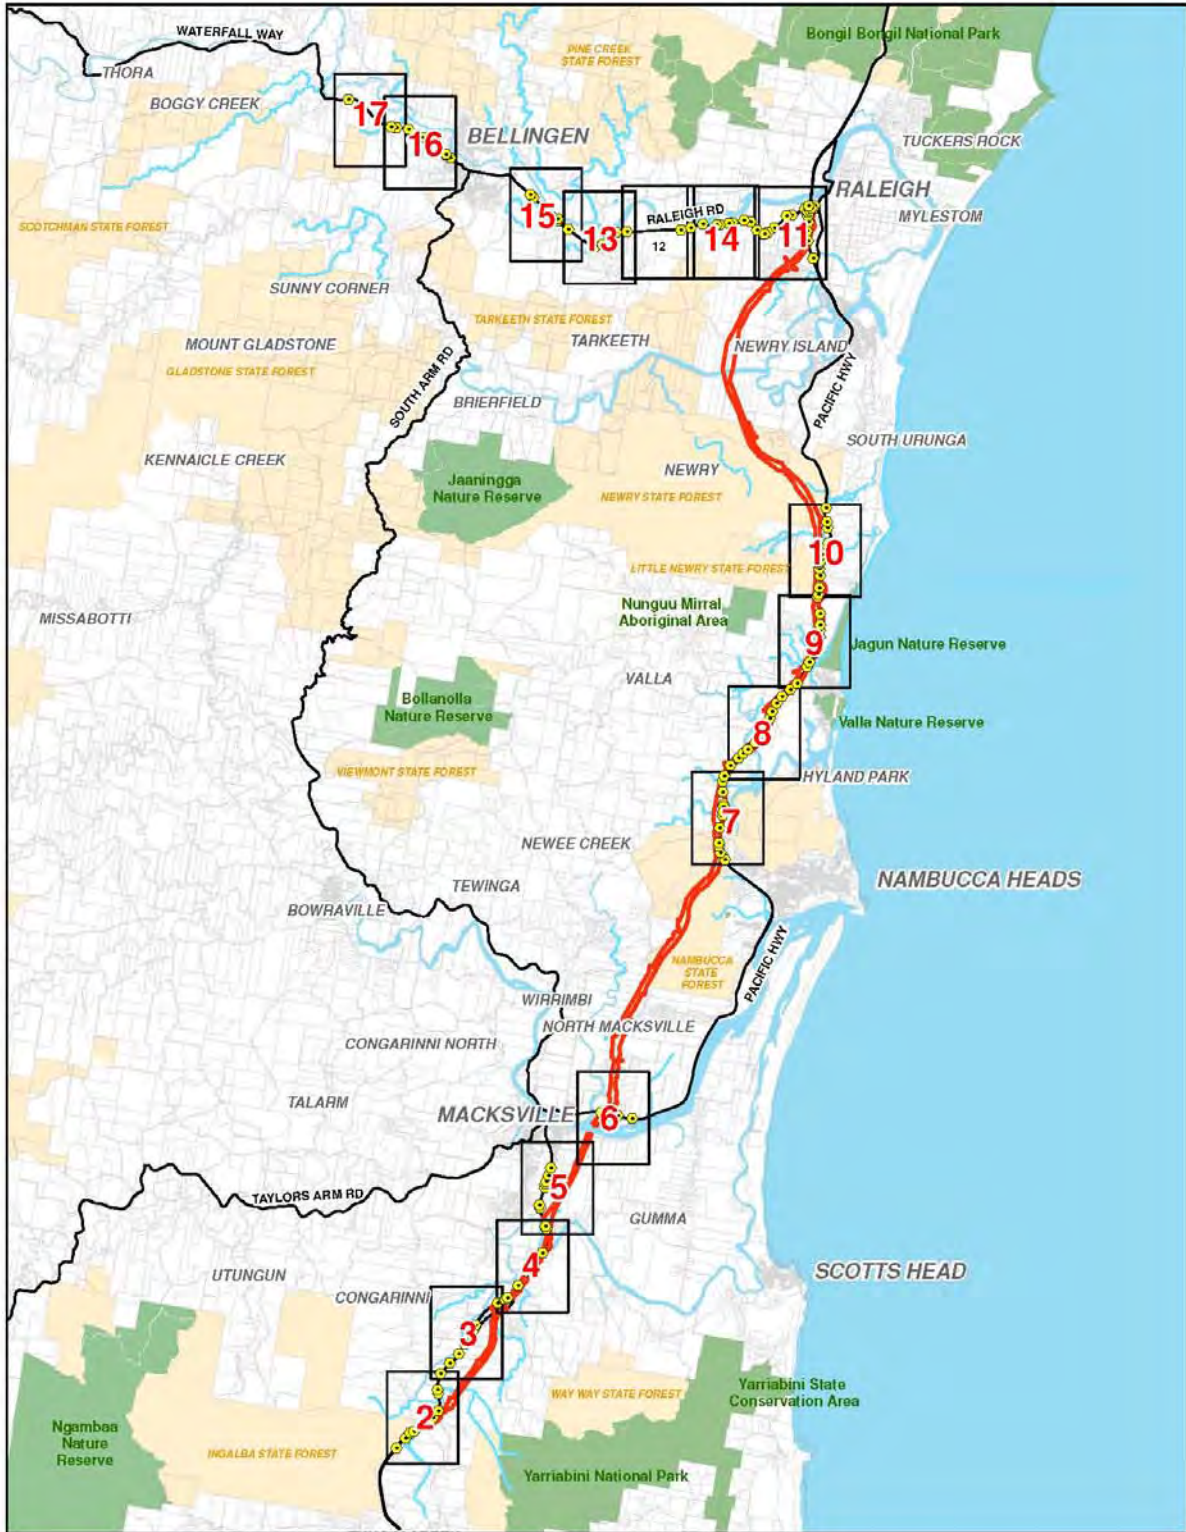 Bongil Bongil National Park
WATERFALL WAY
PINE CREEK
STATE FOREST
THORA
BOGGY CREEK
17
16
BELLINGEN
TUCKERS ROCK
RALEIGH
MYLESTOM
SCOTCHMAN STATE FOREST
15
13
RALEIGH RD
12
14
11
SUNNY CORNER
TARKEETH STATE FOREST
TARKEETH
NEWRY ISLAND
MOUNT GLADSTONE
GLADSTONE STATE FOREST
SOUTH ARM RD
PACIFIC HWY
BRIERFIELD
SOUTH URUNGA
KENNAICLE CREEK
NEWRY
Jaaningga
Nature Reserve
NEWRY STATE FOREST
10
LITTLE NEWRY STATE FOREST
MISSABOTTI
Nunguu Mirral
Aboriginal Area
9
Jagun Nature Reserve
VALLA
Bollanolla
Nature Reserve
Valla Nature Reserve
8
VIEWMONT STATE FOREST
HYLAND PARK
7
NEWEE CREEK
NAMBUCCA HEADS
TEWINGA
BOWRAVILLE
NAMBUCCA
STATE
FOREST
PACIFIC HWY
WIRRIMBI
NORTH MACKSVILLE
CONGARINNI NORTH
TALARM
MACKSVILLE
6
5
TAYLORS ARM RD
GUMMA
4
UTUNGUN
SCOTTS HEAD
CONGARINNI
3
WAY WAY STATE FOREST
Yarriabini State
Conservation Area
2
Ngambaa
Nature
Reserve
INGALBA STATE FOREST
Yarriabini National Park